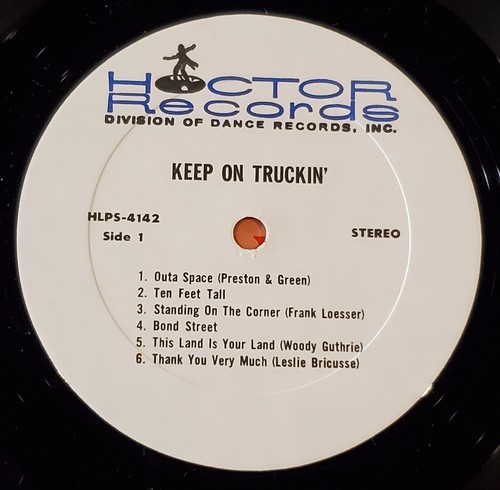 HOCTOR
Records
DIVISION OF DANCE RECORDS, INC.
KEEP ON TRUCKIN'
HLPS-4142
Side 1
STEREO
1. Outa Space (Preston & Green)
2. Ten Feet Tall
3. Standing On The Corner (Frank Loesser)
4. Bond Street
5. This Land Is Your Land (Woody Guthrie)
6. Thank You Very Much (Leslie Bricusse)